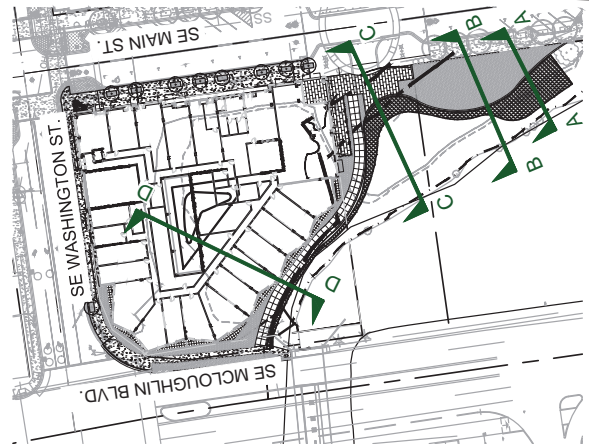 SE MAIN ST.
A
B
C
A
B
C
SE WASHINGTON ST.
D
D
SE MCLOUGHLIN BLVD.